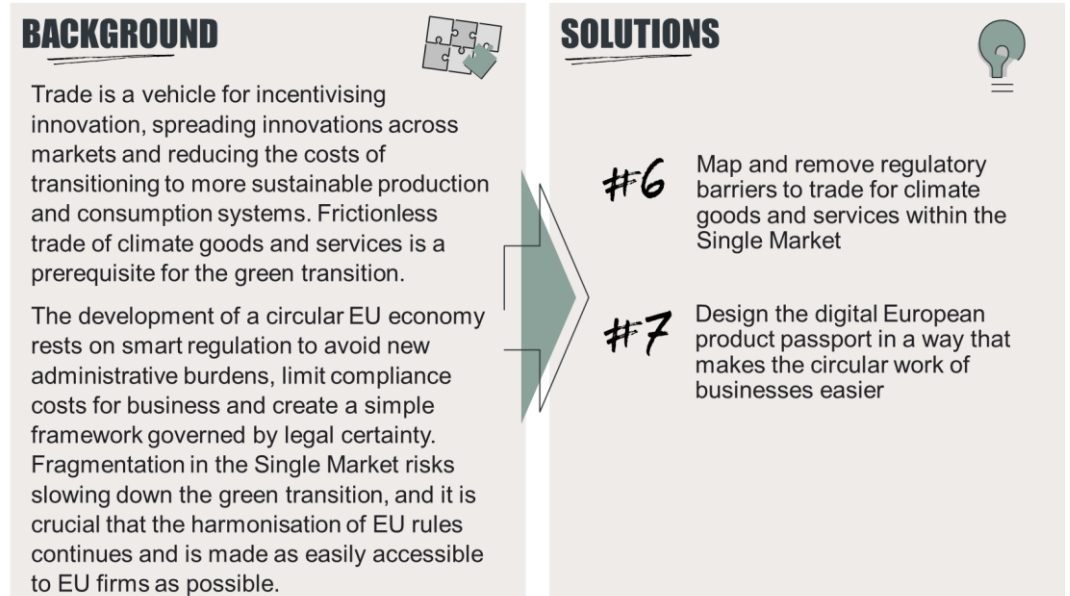 BACKGROUND
Trade is a vehicle for incentivising
innovation, spreading innovations across
markets and reducing the costs of
transitioning to more sustainable production
and consumption systems. Frictionless
trade of climate goods and services is a
prerequisite for the green transition.
The development of a circular EU economy
rests on smart regulation to avoid new
administrative burdens, limit compliance
costs for business and create a simple
framework governed by legal certainty.
Fragmentation in the Single Market risks
slowing down the green transition, and it is
crucial that the harmonisation of EU rules
continues and is made as easily accessible
to EU firms as possible.
SOLUTIONS
#6
Map and remove regulatory
barriers to trade for climate
goods and services within the
Single Market
#7
Design the digital European
product passport in a way that
makes the circular work of
businesses easier